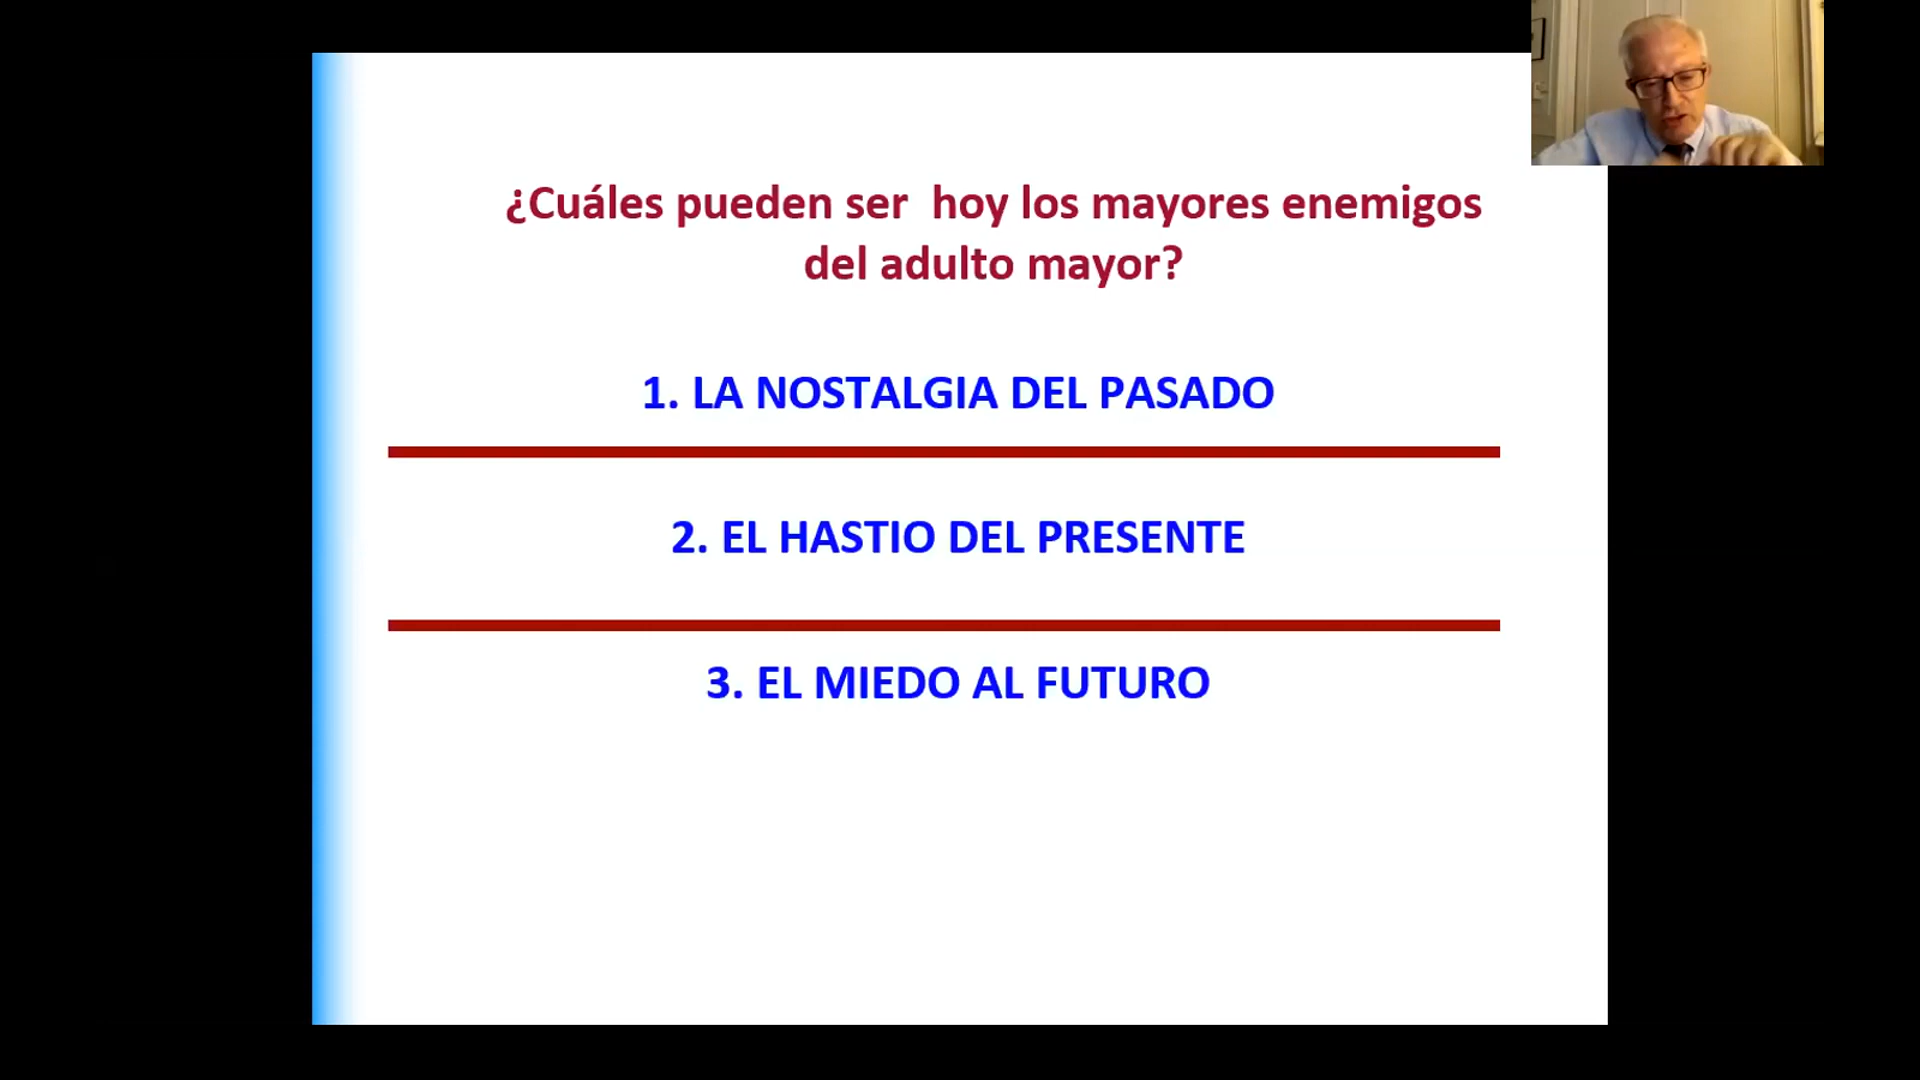 ¿Cuáles pueden ser hoy los mayores enemigos
del adulto mayor?
1. LA NOSTALGIA DEL PASADO
2. EL HASTIO DEL PRESENTE
3. EL MIEDO AL FUTURO